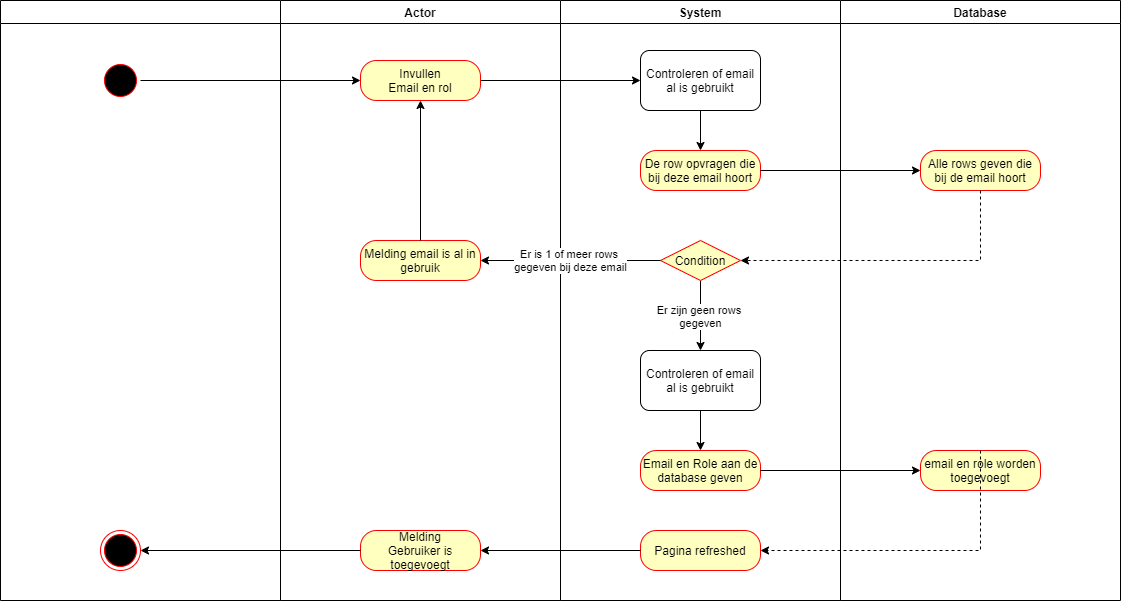 Actor
System
Database
Invullen
Email en rol
Controleren of email
al is gebruikt
De row opvragen die
bij deze email hoort
Alle rows geven die
bij de email hoort
Melding email is al in
gebruik
Er is 1 of meer rows
gegeven bij deze email
Condition
Er zijn geen rows
gegeven
Controleren of email
al is gebruikt
Email en Role aan de
database geven
email en role worden
toegevoegt
Melding
Gebruiker is
toegevoegt
Pagina refreshed